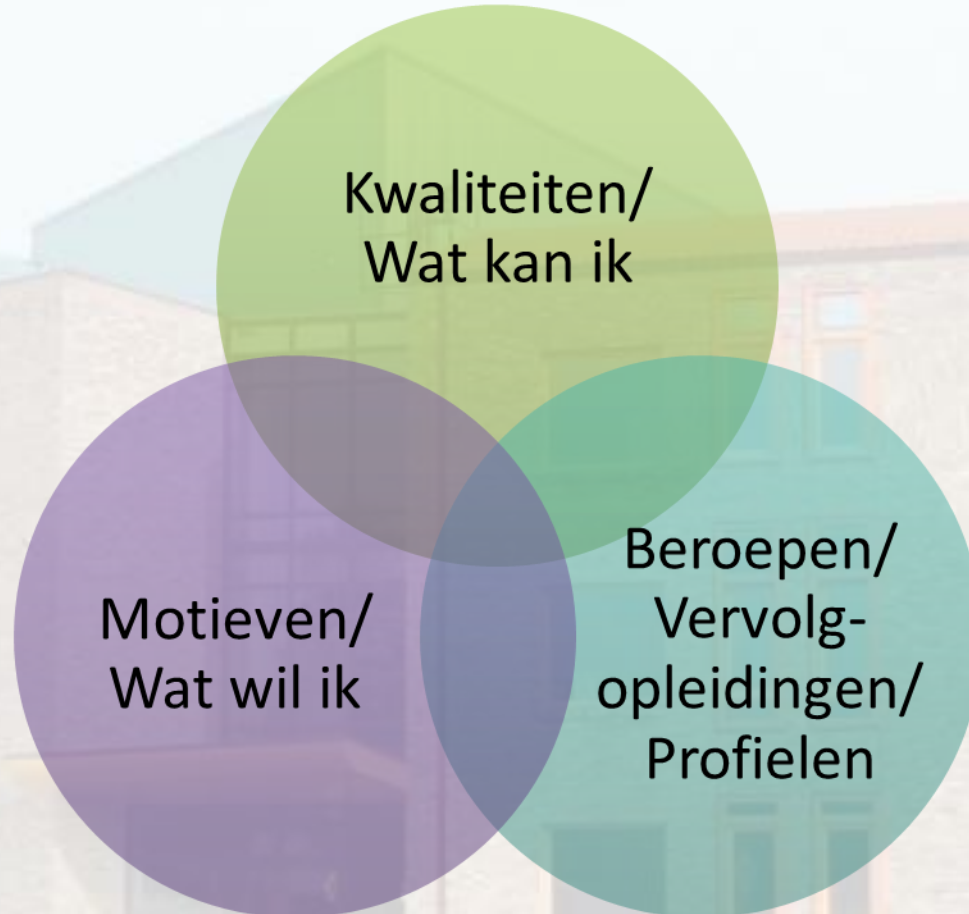 Kwaliteiten/
Wat kan ik
Motieven/
Wat wil ik
Beroepen/
Vervolg-
opleidingen/
Profielen